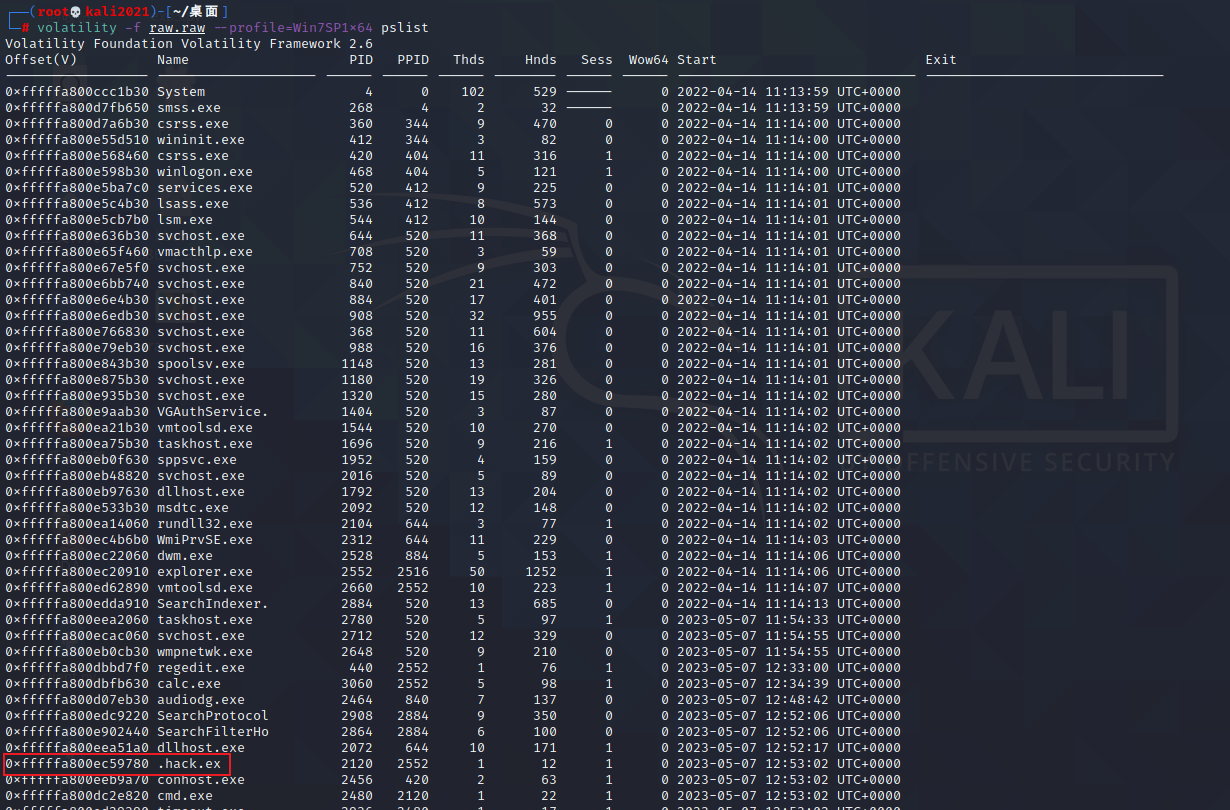 ┌──(root💀kali2021)-[~/桌面]
└─# volatility -f raw.raw --profile=Win7SP1×64 pslist
Volatility Foundation Volatility Framework 2.6
Offset(V) Name PID PPID Thds Hnds Sess Wow64 Start Exit
0×fffffa800ccc1b30 System 4 0 102 529 ------ 0 2022-04-14 11:13:59 UTC+0000
0×fffffa800d7fb650 smss.exe 268 4 2 32 ------ 0 2022-04-14 11:13:59 UTC+0000
0×fffffa800d7a6b30 csrss.exe 360 344 9 470 0 0 2022-04-14 11:14:00 UTC+0000
0×fffffa800e55d510 wininit.exe 412 344 3 82 0 0 2022-04-14 11:14:00 UTC+0000
0×fffffa800e568460 csrss.exe 420 404 11 316 1 0 2022-04-14 11:14:00 UTC+0000
0×fffffa800e598b30 winlogon.exe 468 404 5 121 1 0 2022-04-14 11:14:00 UTC+0000
0×fffffa800e5ba7c0 services.exe 520 412 9 225 0 0 2022-04-14 11:14:01 UTC+0000
0×fffffa800e5c4b30 lsass.exe 536 412 8 573 0 0 2022-04-14 11:14:01 UTC+0000
0×fffffa800e5cb7b0 lsm.exe 544 412 10 144 0 0 2022-04-14 11:14:01 UTC+0000
0×fffffa800e636b30 svchost.exe 644 520 11 368 0 0 2022-04-14 11:14:01 UTC+0000
0×fffffa800e65f460 vmacthlp.exe 708 520 3 59 0 0 2022-04-14 11:14:01 UTC+0000
0×fffffa800e67e5f0 svchost.exe 752 520 9 303 0 0 2022-04-14 11:14:01 UTC+0000
0×fffffa800e6bb740 svchost.exe 840 520 21 472 0 0 2022-04-14 11:14:01 UTC+0000
0×fffffa800e6e4b30 svchost.exe 884 520 17 401 0 0 2022-04-14 11:14:01 UTC+0000
0×fffffa800e6edb30 svchost.exe 908 520 32 955 0 0 2022-04-14 11:14:01 UTC+0000
0×fffffa800e766830 svchost.exe 368 520 11 604 0 0 2022-04-14 11:14:01 UTC+0000
0×fffffa800e79eb30 svchost.exe 988 520 16 376 0 0 2022-04-14 11:14:01 UTC+0000
0×fffffa800e843b30 spoolsv.exe 1148 520 13 281 0 0 2022-04-14 11:14:01 UTC+0000
0×fffffa800e875b30 svchost.exe 1180 520 19 326 0 0 2022-04-14 11:14:01 UTC+0000
0×fffffa800e935b30 svchost.exe 1320 520 15 280 0 0 2022-04-14 11:14:02 UTC+0000
0×fffffa800e9aab30 VGAuthService. 1404 520 3 87 0 0 2022-04-14 11:14:02 UTC+0000
0×fffffa800ea21b30 vmtoolsd.exe 1544 520 10 270 0 0 2022-04-14 11:14:02 UTC+0000
0×fffffa800ea75b30 taskhost.exe 1696 520 9 216 1 0 2022-04-14 11:14:02 UTC+0000
0×fffffa800eb0f630 sppsvc.exe 1952 520 4 159 0 0 2022-04-14 11:14:02 UTC+0000
0×fffffa800eb48820 svchost.exe 2016 520 5 89 0 0 2022-04-14 11:14:02 UTC+0000
0×fffffa800eb97630 dllhost.exe 1792 520 13 204 0 0 2022-04-14 11:14:02 UTC+0000
0×fffffa800e533b30 msdtc.exe 2092 520 12 148 0 0 2022-04-14 11:14:02 UTC+0000
0×fffffa800ea14060 rundll32.exe 2104 644 3 77 1 0 2022-04-14 11:14:02 UTC+0000
0×fffffa800ec4b6b0 WmiPrvSE.exe 2312 644 11 229 0 0 2022-04-14 11:14:03 UTC+0000
0×fffffa800ec22060 dwm.exe 2528 884 5 153 1 0 2022-04-14 11:14:06 UTC+0000
0×fffffa800ec20910 explorer.exe 2552 2516 50 1252 1 0 2022-04-14 11:14:06 UTC+0000
0×fffffa800ed62890 vmtoolsd.exe 2660 2552 10 223 1 0 2022-04-14 11:14:07 UTC+0000
0×fffffa800edda910 SearchIndexer. 2884 520 13 685 0 0 2022-04-14 11:14:13 UTC+0000
0×fffffa800eea2060 taskhost.exe 2780 520 5 97 1 0 2023-05-07 11:54:33 UTC+0000
0×fffffa800ecac060 svchost.exe 2712 520 12 329 0 0 2023-05-07 11:54:55 UTC+0000
0×fffffa800eb0cb30 wmpnetwk.exe 2648 520 9 210 0 0 2023-05-07 11:54:55 UTC+0000
0×fffffa800dbbd7f0 regedit.exe 440 2552 1 76 1 0 2023-05-07 12:33:00 UTC+0000
0×fffffa800dbfb630 calc.exe 3060 2552 5 98 1 0 2023-05-07 12:34:39 UTC+0000
0×fffffa800d07eb30 audiodg.exe 2464 840 7 137 0 0 2023-05-07 12:48:42 UTC+0000
0×fffffa800edc9220 SearchProtocol 2908 2884 9 350 0 0 2023-05-07 12:52:06 UTC+0000
0×fffffa800e902440 SearchFilterHo 2864 2884 6 100 0 0 2023-05-07 12:52:06 UTC+0000
0×fffffa800eea51a0 dllhost.exe 2072 644 10 171 1 0 2023-05-07 12:52:17 UTC+0000
0×fffffa800ec59780 .hack.ex 2120 2552 1 12 1 0 2023-05-07 12:53:02 UTC+0000
0×fffffa800eeb9a70 conhost.exe 2456 420 2 63 1 0 2023-05-07 12:53:02 UTC+0000
0×fffffa800dc2e820 cmd.exe 2480 2120 1 22 1 0 2023-05-07 12:53:02 UTC+0000
KALI
OFFENSIVE SECURITY